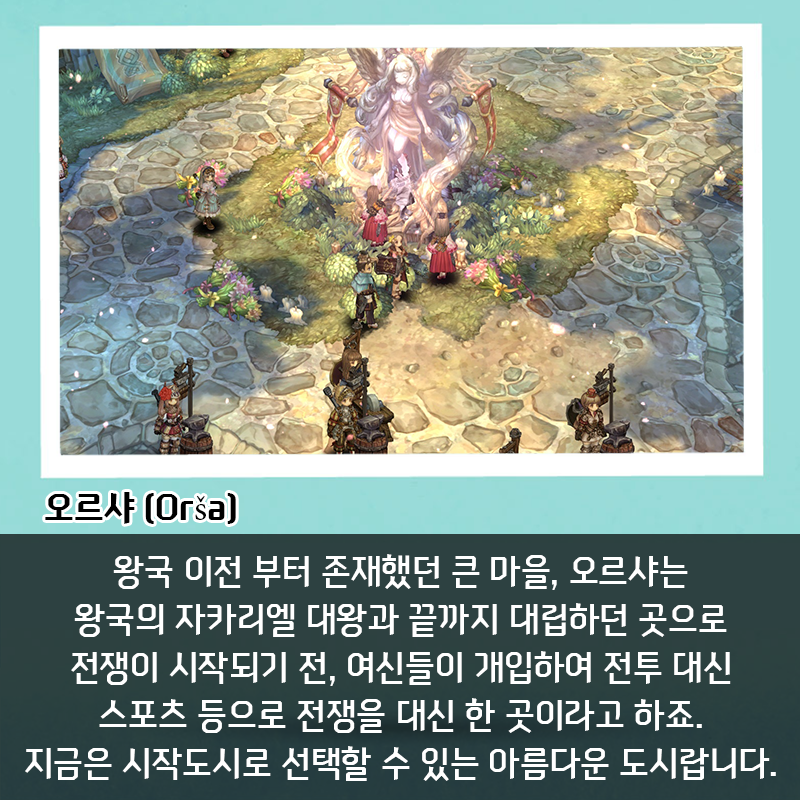 오르샤 (Orša)
왕국 이전 부터 존재했던 큰 마을, 오르샤는
왕국의 자카리엘 대왕과 끝까지 대립하던 곳으로
전쟁이 시작되기 전, 여신들이 개입하여 전투 대신
스포츠 등으로 전쟁을 대신 한 곳이라고 하죠.
지금은 시작도시로 선택할 수 있는 아름다운 도시랍니다.